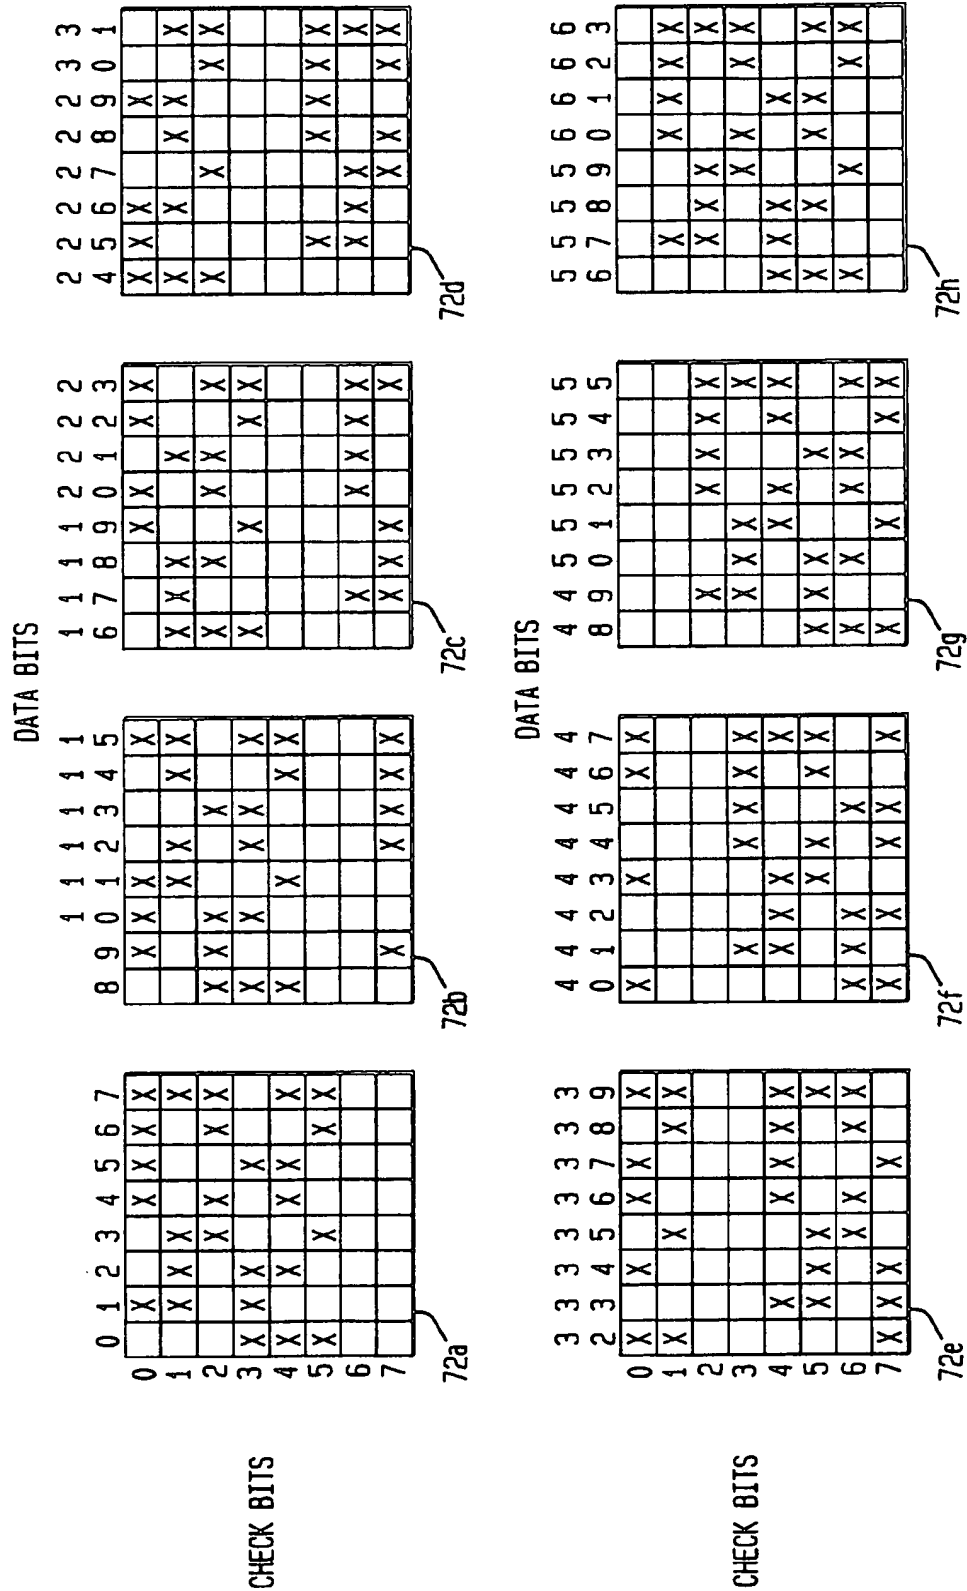 DATA BITS
1 1 1 1 1 1 1 1 1 1 2 2 2 2 2 2 2 2 2 2 3 3
0 1 2 3 4 5 6 7 8 9 0 1 2 3 4 5 6 7 8 9 0 1 2 3 4 5 6 7 8 9 0 1
CHECK BITS
0 X X X X X X X X X X X X X X X X X
1 X X X X X X X X X X X X X X X X X
2 X X X X X X X X X X X X X X X X X
3 X X X X X X X X X X X X X
4 X X X X X X X X X
5 X X X X X X X X X
6 X X X X X X X X X
7 X X X X X X X X X X X X X
72a 72b 72c 72d
DATA BITS
3 3 3 3 3 3 3 3 4 4 4 4 4 4 4 4 4 4 5 5 5 5 5 5 5 5 5 5 6 6 6 6
2 3 4 5 6 7 8 9 0 1 2 3 4 5 6 7 8 9 0 1 2 3 4 5 6 7 8 9 0 1 2 3
CHECK BITS
0 X X X X X X X X X
1 X X X X X X X X X
2 X X X X X X X X X
3 X X X X X X X X X X X X X
4 X X X X X X X X X X X X X X X X X
5 X X X X X X X X X X X X X X X X X
6 X X X X X X X X X X X X X X X X X
7 X X X X X X X X X X X X X
72e 72f 72g 72h